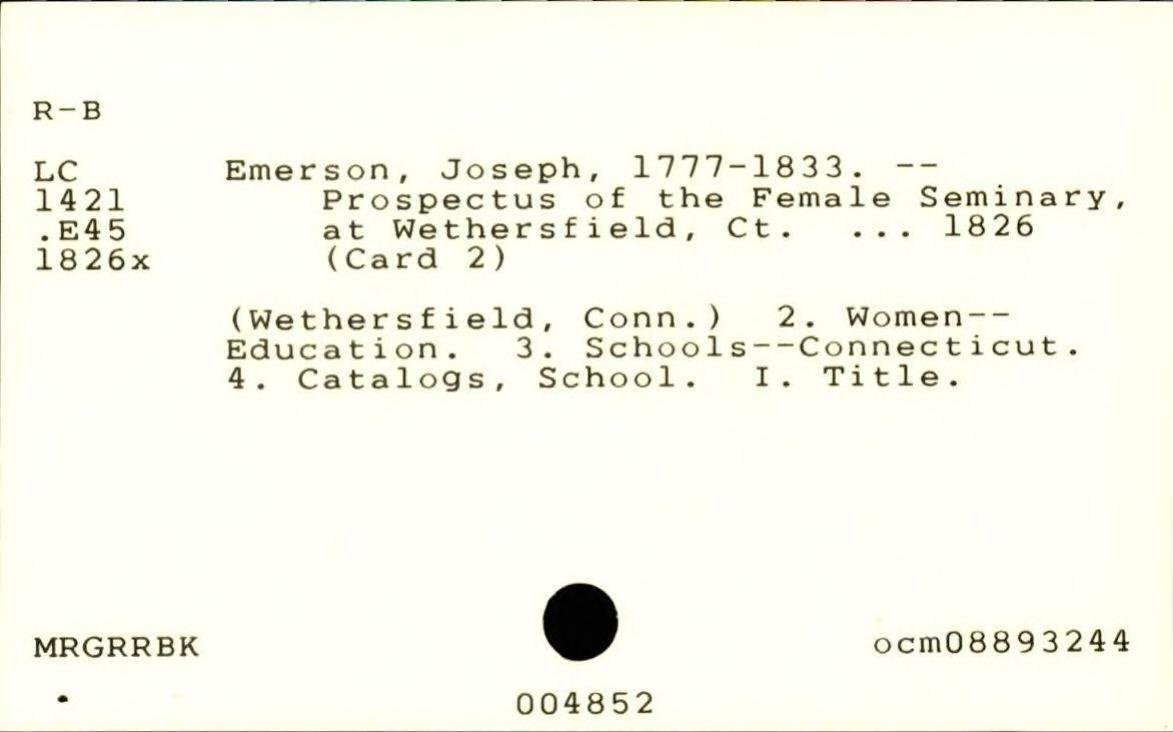 R-B
LC Emerson, Joseph, 1777-1833. --
1421 Prospectus of the Female Seminary,
.E45 at Wethersfield, Ct. ... 1826
1826x (Card 2)
(Wethersfield, Conn.) 2. Women--
Education. 3. Schools--Connecticut.
4. Catalogs, School. I. Title.
MRGRRBK ocm08893244
004852